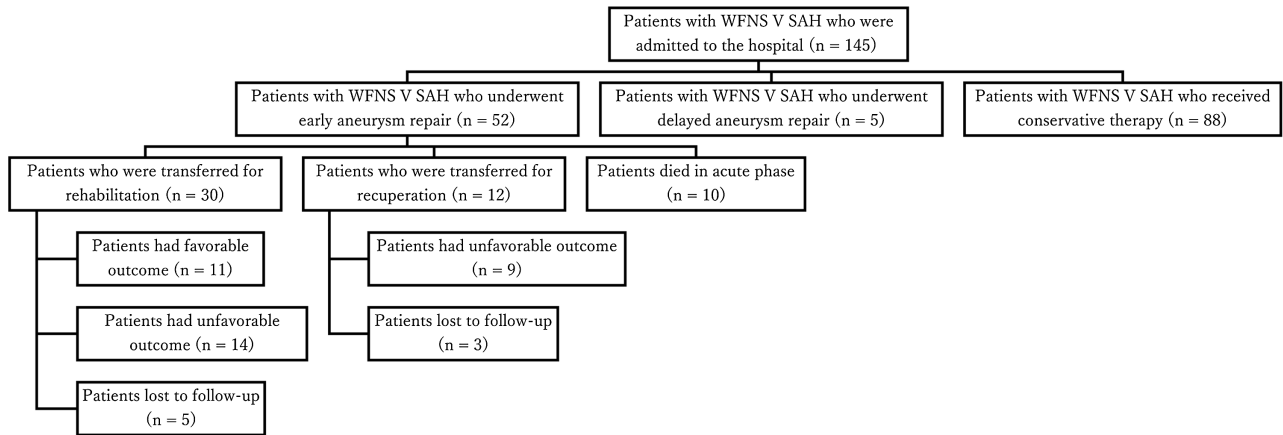 Patients with WFNS V SAH who were
admitted to the hospital (n = 145)
Patients with WFNS V SAH who underwent
early aneurysm repair (n = 52)
Patients with WFNS V SAH who underwent
delayed aneurysm repair (n = 5)
Patients with WFNS V SAH who received
conservative therapy (n = 88)
Patients who were transferred for
rehabilitation (n = 30)
Patients who were transferred for
recuperation (n = 12)
Patients died in acute phase
(n = 10)
Patients had favorable
outcome (n = 11)
Patients had unfavorable
outcome (n = 14)
Patients lost to follow-up
(n = 5)
Patients had unfavorable outcome
(n = 9)
Patients lost to follow-up
(n = 3)